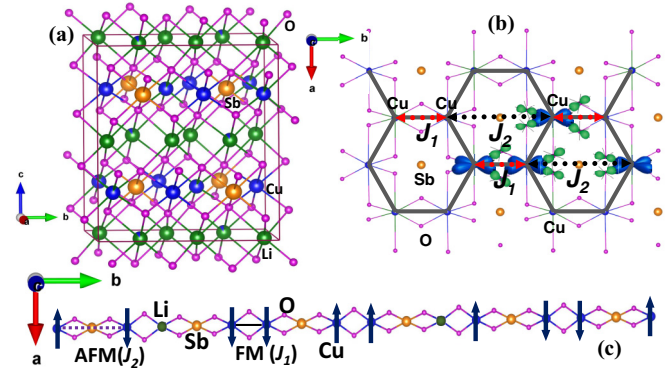 (a)
O
Sb
Cu
Li
c
a
b
b
a
(b)
Cu Cu Cu
J1 J2
Sb
J1 J2
O Cu
b
a
Li O
Sb Cu
AFM(J2) FM (J1)
(c)